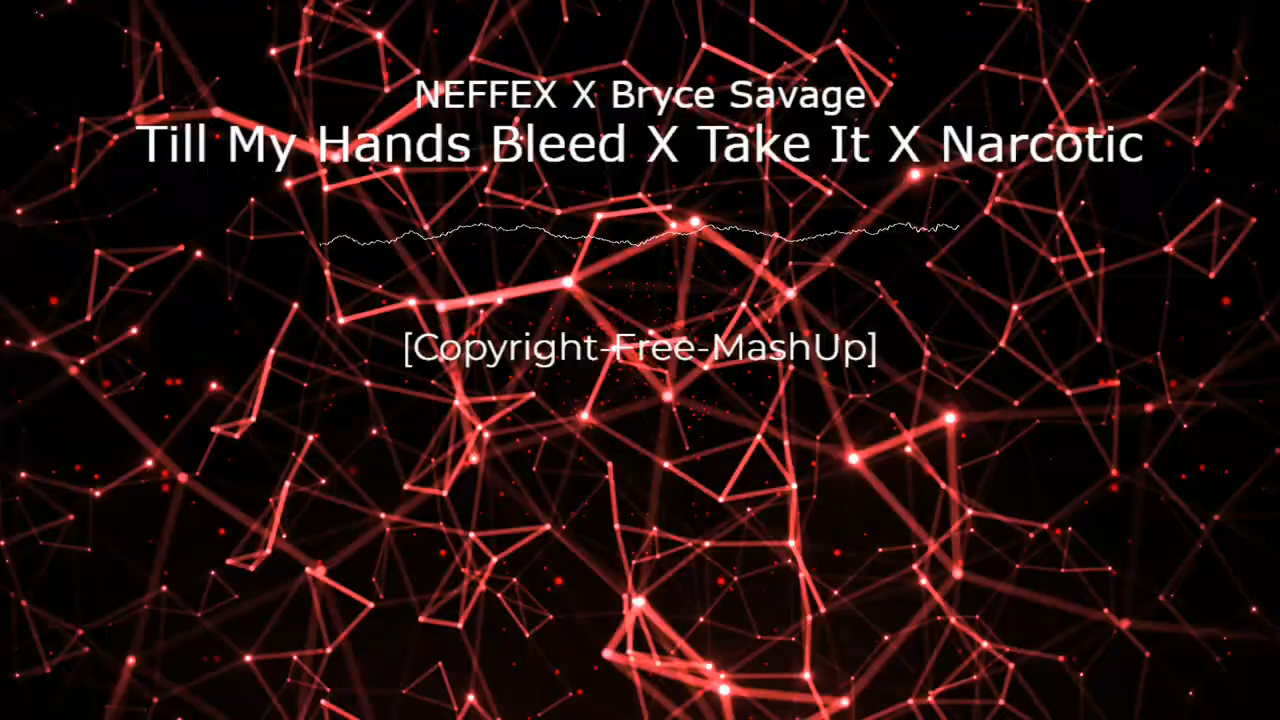 NEFFEX X Bryce Savage
Till My Hands Bleed X Take It X Narcotic
[Copyright-Free-MashUp]